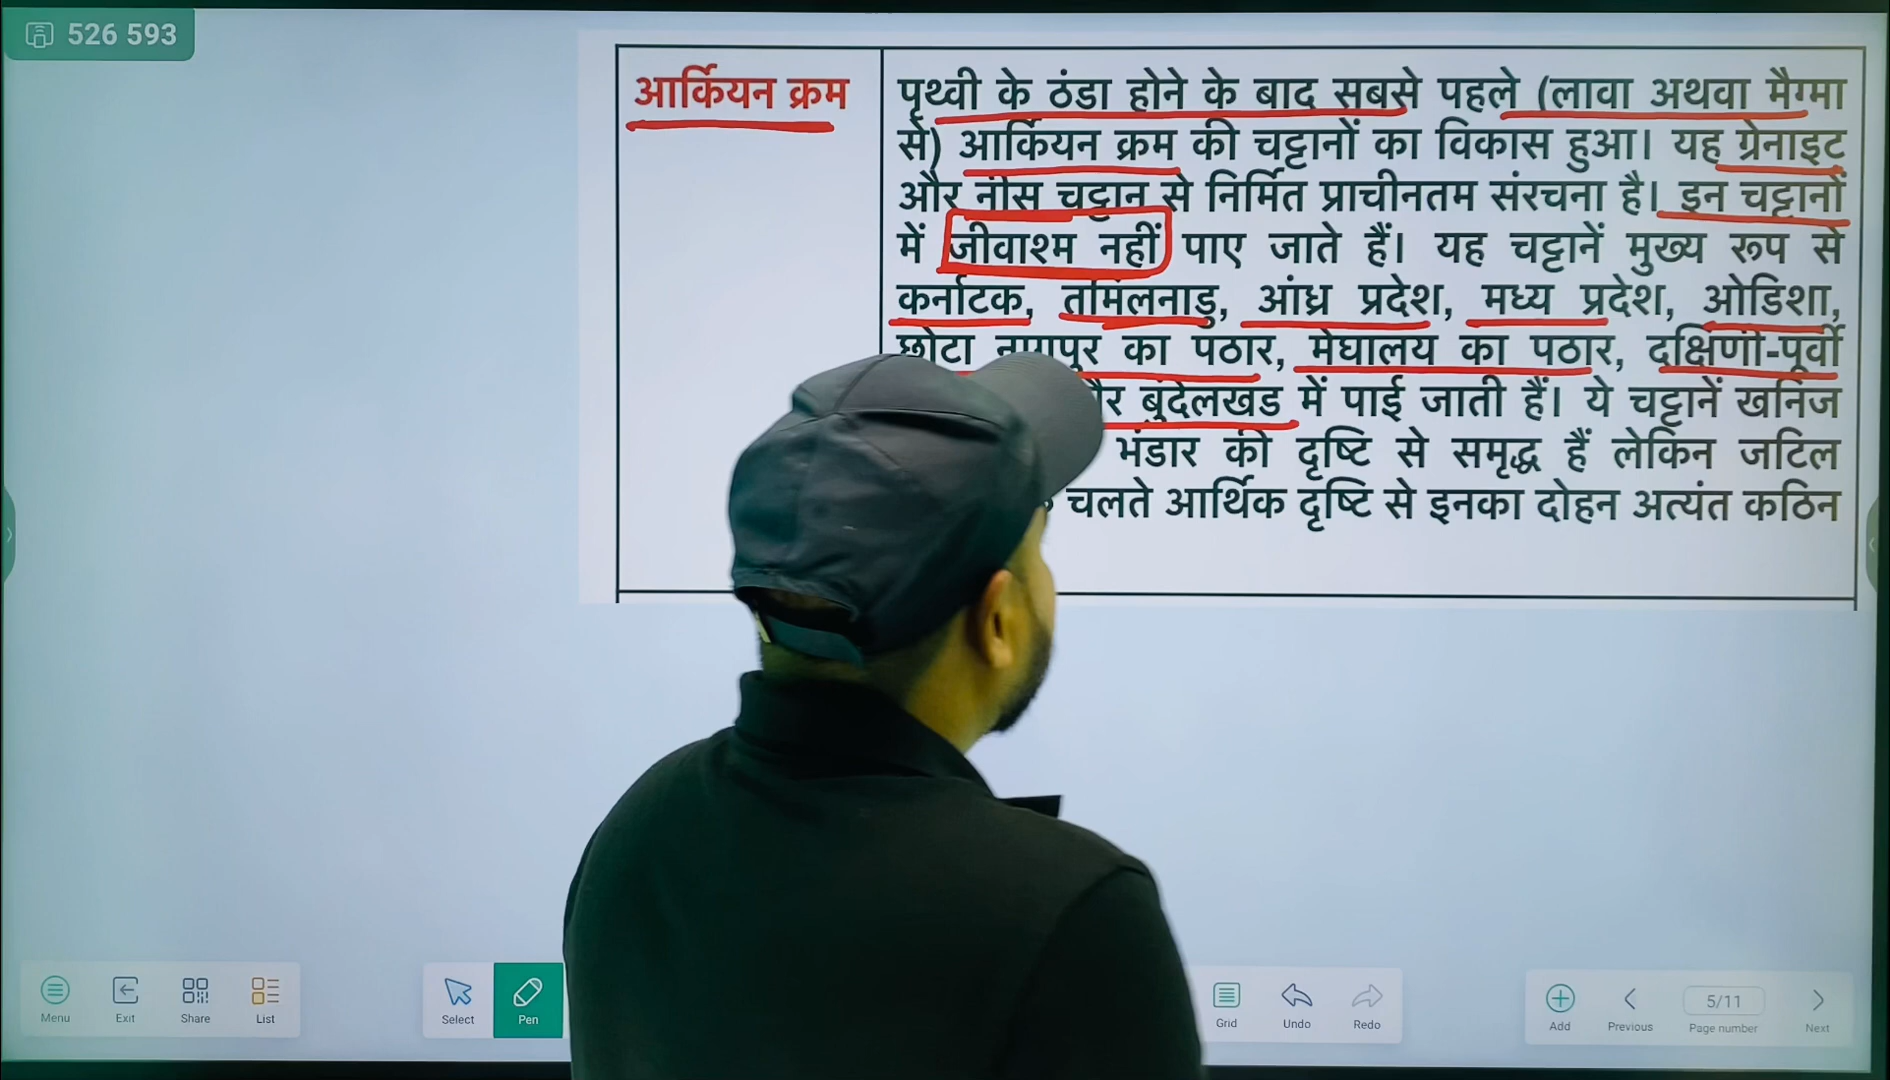 526 593
आर्कियन क्रम
पृथ्वी के ठंडा होने के बाद सबसे पहले (लावा अथवा मैग्मा
से) आर्कियन क्रम की चट्टानों का विकास हुआ। यह ग्रेनाइट
और नीस चट्टान से निर्मित प्राचीनतम संरचना है। इन चट्टानों
में जीवाश्म नहीं पाए जाते हैं। यह चट्टानें मुख्य रूप से
कर्नाटक, तमिलनाडु, आंध्र प्रदेश, मध्य प्रदेश, ओडिशा,
छोटा नागपुर का पठार, मेघालय का पठार, दक्षिणी-पूर्वी
बुंदेलखंड में पाई जाती हैं। ये चट्टानें खनिज
भंडार की दृष्टि से समृद्ध हैं लेकिन जटिल
चलते आर्थिक दृष्टि से इनका दोहन अत्यंत कठिन
Menu Exit Share List Select Pen Grid Undo Redo Add Previous 5/11 Page number Next